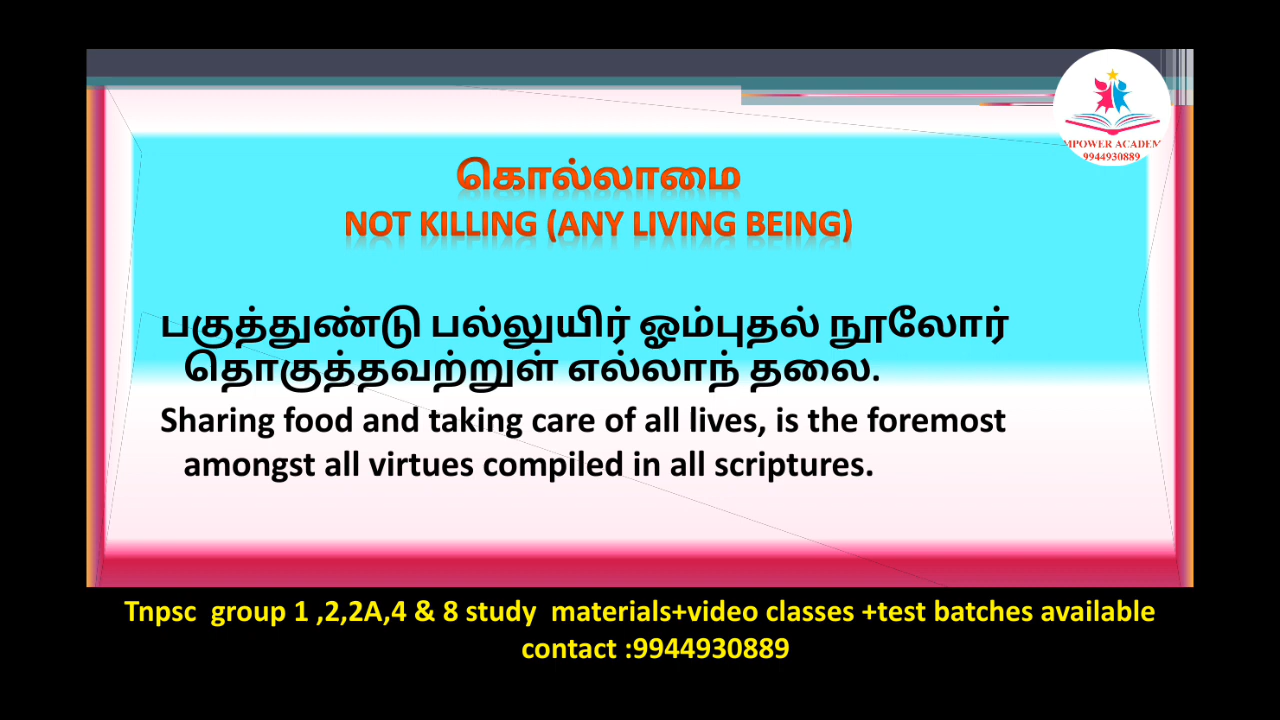 MPOWER ACADEM
9944930889
கொல்லாமை
NOT KILLING (ANY LIVING BEING)
பகுத்துண்டு பல்லுயிர் ஓம்புதல் நூலோர்
தொகுத்தவற்றுள் எல்லாந் தலை.
Sharing food and taking care of all lives, is the foremost
amongst all virtues compiled in all scriptures.
Tnpsc group 1 ,2,2A,4 & 8 study materials+video classes +test batches available
contact :9944930889